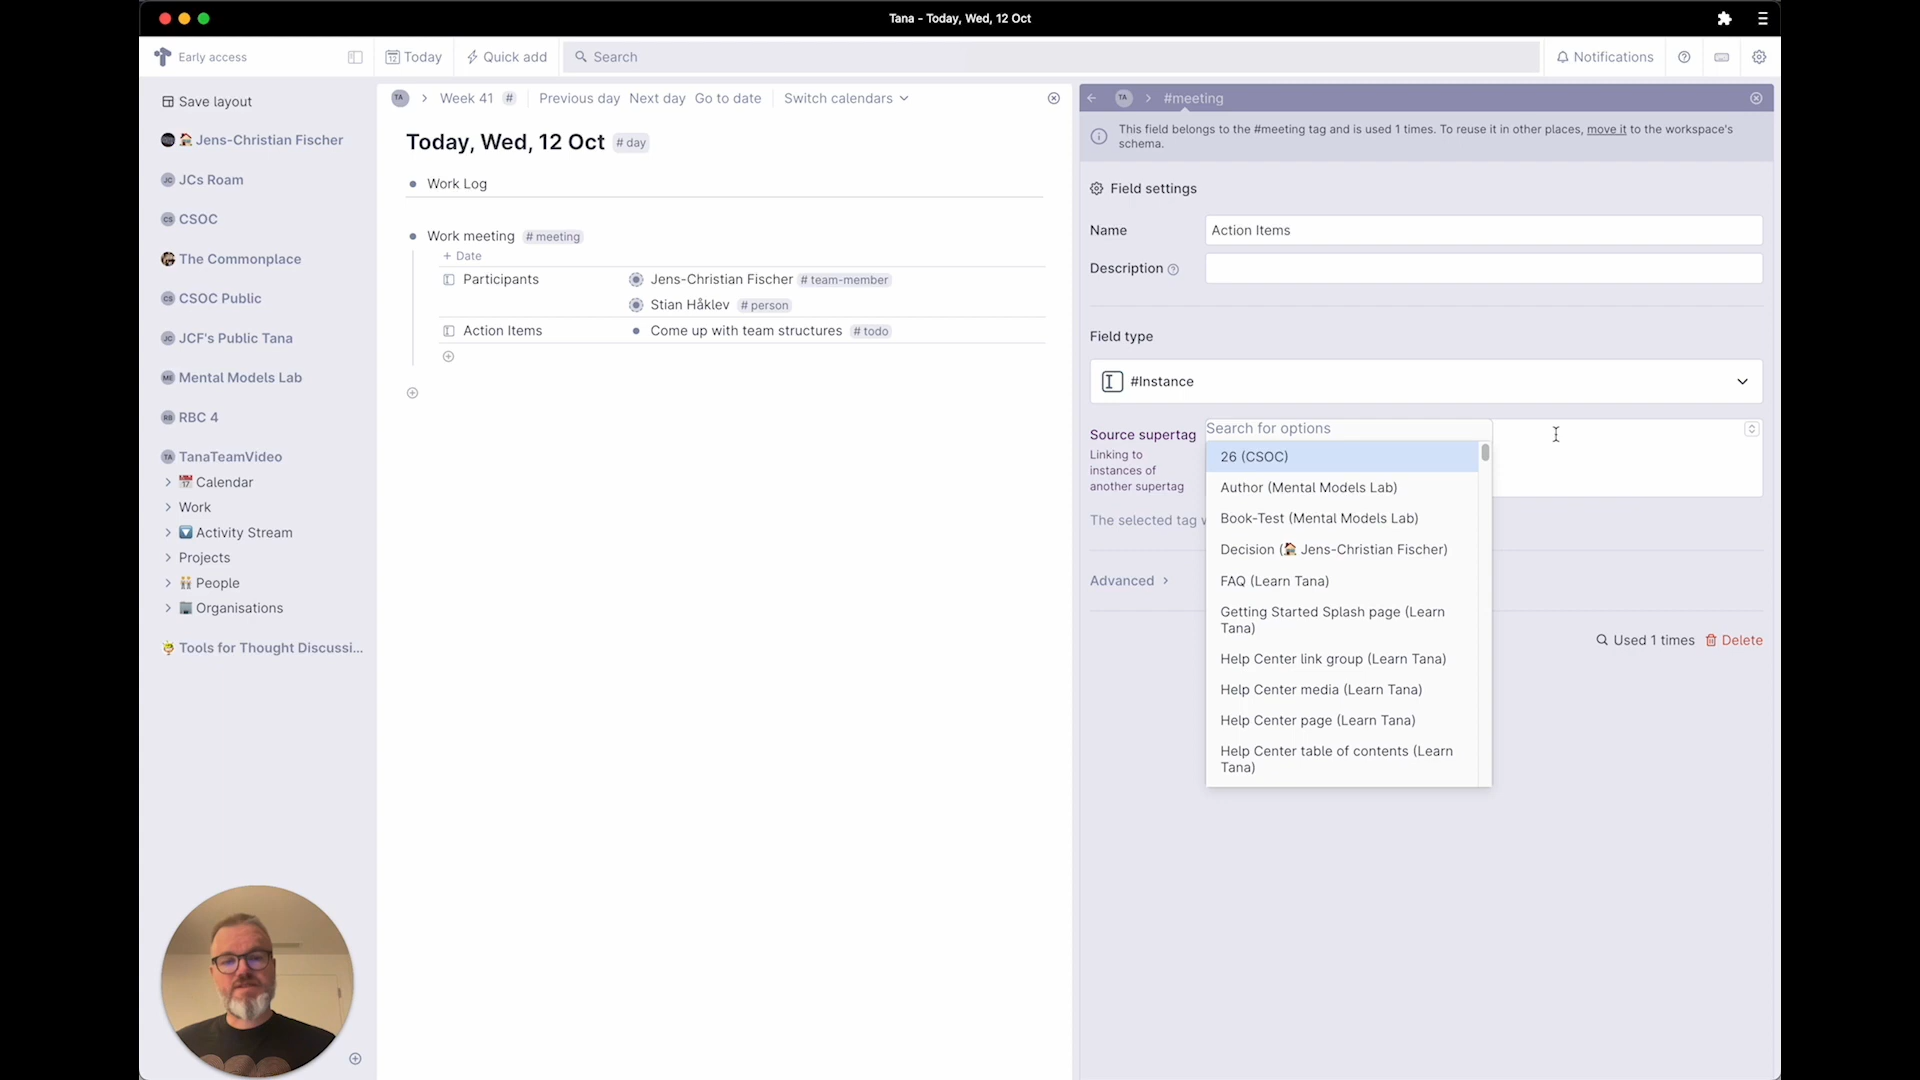 Tana - Today, Wed, 12 Oct
Early access
Today
Quick add
Search
Notifications
Save layout
Jens-Christian Fischer
JCs Roam
CSOC
The Commonplace
CSOC Public
JCF's Public Tana
Mental Models Lab
RBC 4
TanaTeamVideo
Calendar
Work
Activity Stream
Projects
People
Organisations
Tools for Thought Discussi...
TA > Week 41 # Previous day Next day Go to date Switch calendars
Today, Wed, 12 Oct # day
Work Log
Work meeting # meeting
+ Date
Participants Jens-Christian Fischer # team-member
Stian Håklev # person
Action Items Come up with team structures # todo
TA > #meeting
This field belongs to the #meeting tag and is used 1 times. To reuse it in other places, move it to the workspace's
schema.
Field settings
Name Action Items
Description
Field type
#Instance
Source supertag
Linking to
instances of
another supertag
The selected tag
Search for options
26 (CSOC)
Author (Mental Models Lab)
Book-Test (Mental Models Lab)
Decision (🏠 Jens-Christian Fischer)
FAQ (Learn Tana)
Getting Started Splash page (Learn
Tana)
Help Center link group (Learn Tana)
Help Center media (Learn Tana)
Help Center page (Learn Tana)
Help Center table of contents (Learn
Tana)
Advanced >
Used 1 times Delete